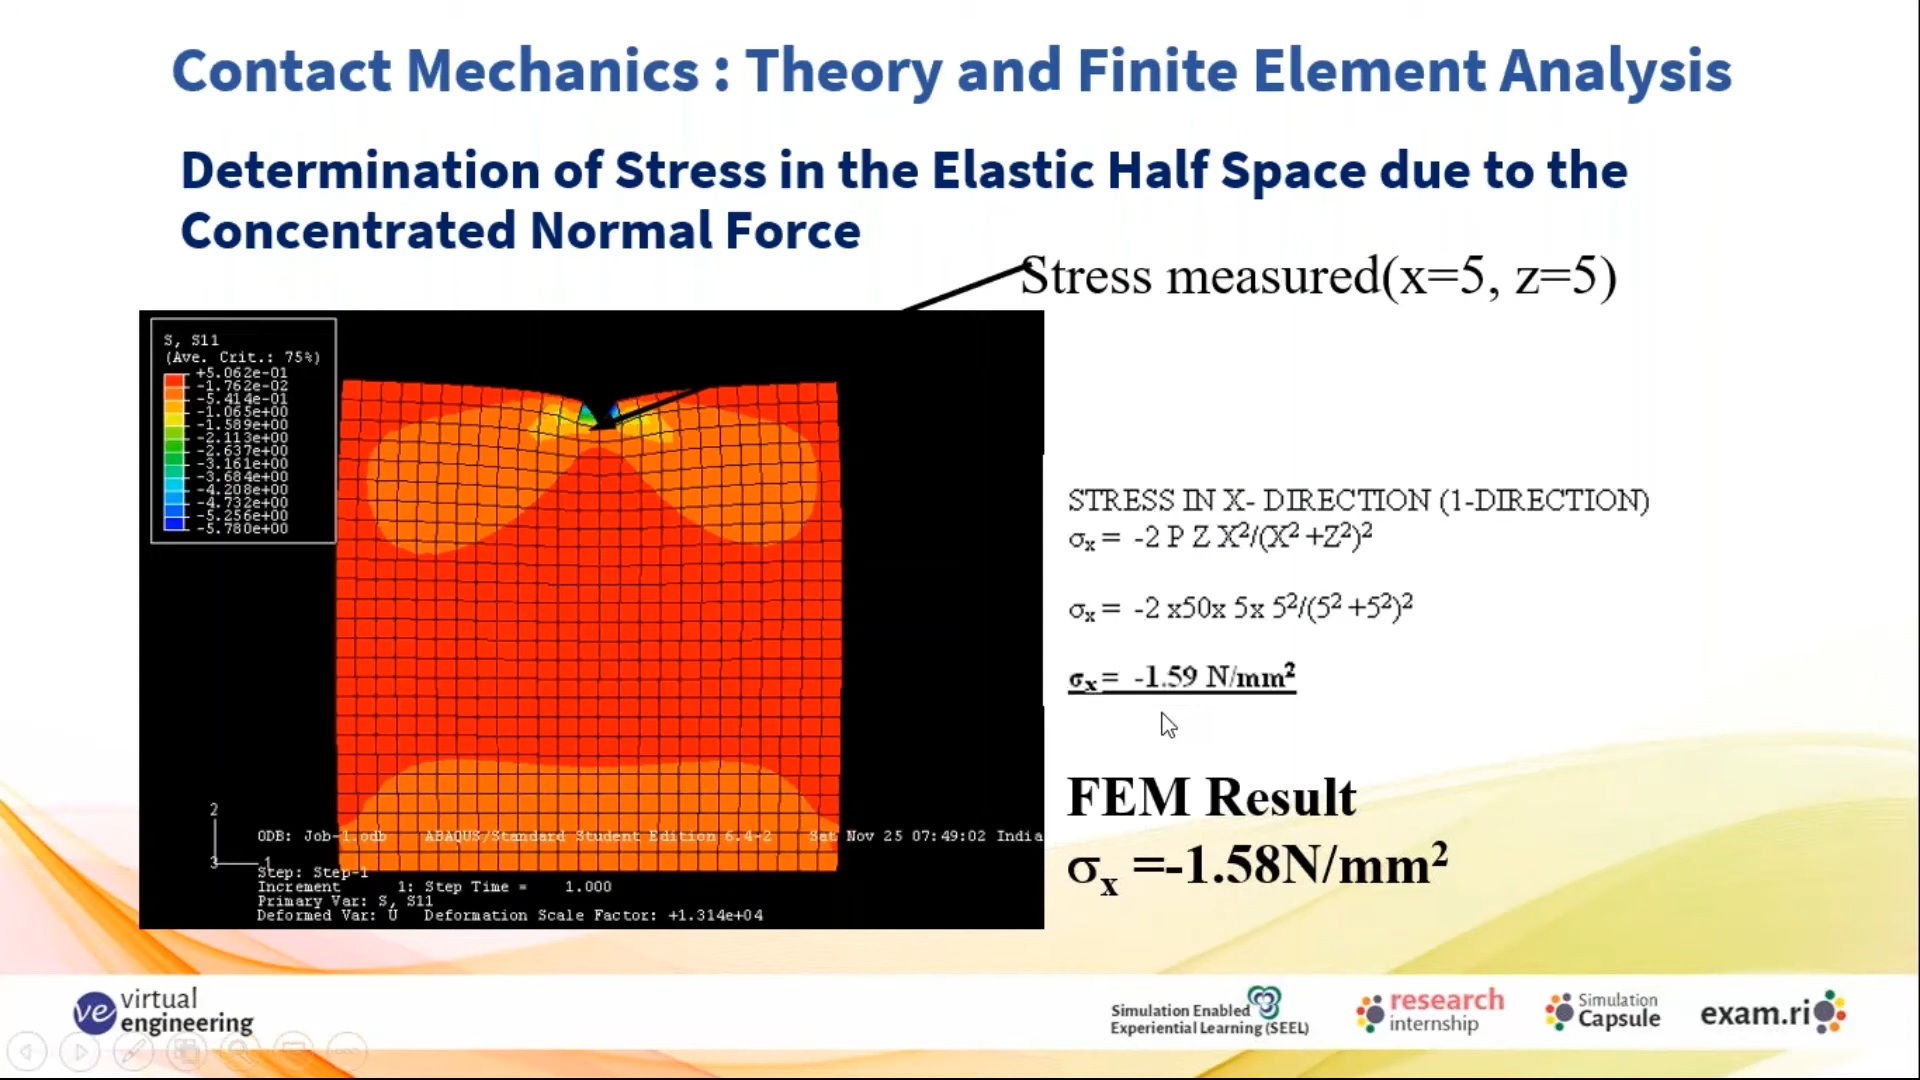 Contact Mechanics : Theory and Finite Element Analysis
Determination of Stress in the Elastic Half Space due to the
Concentrated Normal Force
Stress measured(x=5, z=5)
S, S11
(Ave. Crit.: 75%)
+5.062e-01
-1.762e-02
-5.414e-01
-1.065e+00
-1.589e+00
-2.113e+00
-2.637e+00
-3.161e+00
-3.684e+00
-4.208e+00
-4.732e+00
-5.256e+00
-5.780e+00
STRESS IN X- DIRECTION (1-DIRECTION)
σx = -2 P Z X²/(X² +Z²)²
σx = -2 x50x 5x 5²/(5² +5²)²
σx = -1.59 N/mm²
FEM Result
σx =-1.58N/mm²
2
3
1
ODB: Job-1.odb ABAQUS/Standard Student Edition 6.4-2 Sat Nov 25 07:49:02 India
Step: Step-1
Increment 1: Step Time = 1.000
Primary Var: S, S11
Deformed Var: U Deformation Scale Factor: +1.314e+04
ve virtual
engineering
Simulation Enabled
Experiential Learning (SEEL)
research
internship
Simulation
Capsule
exam.ri